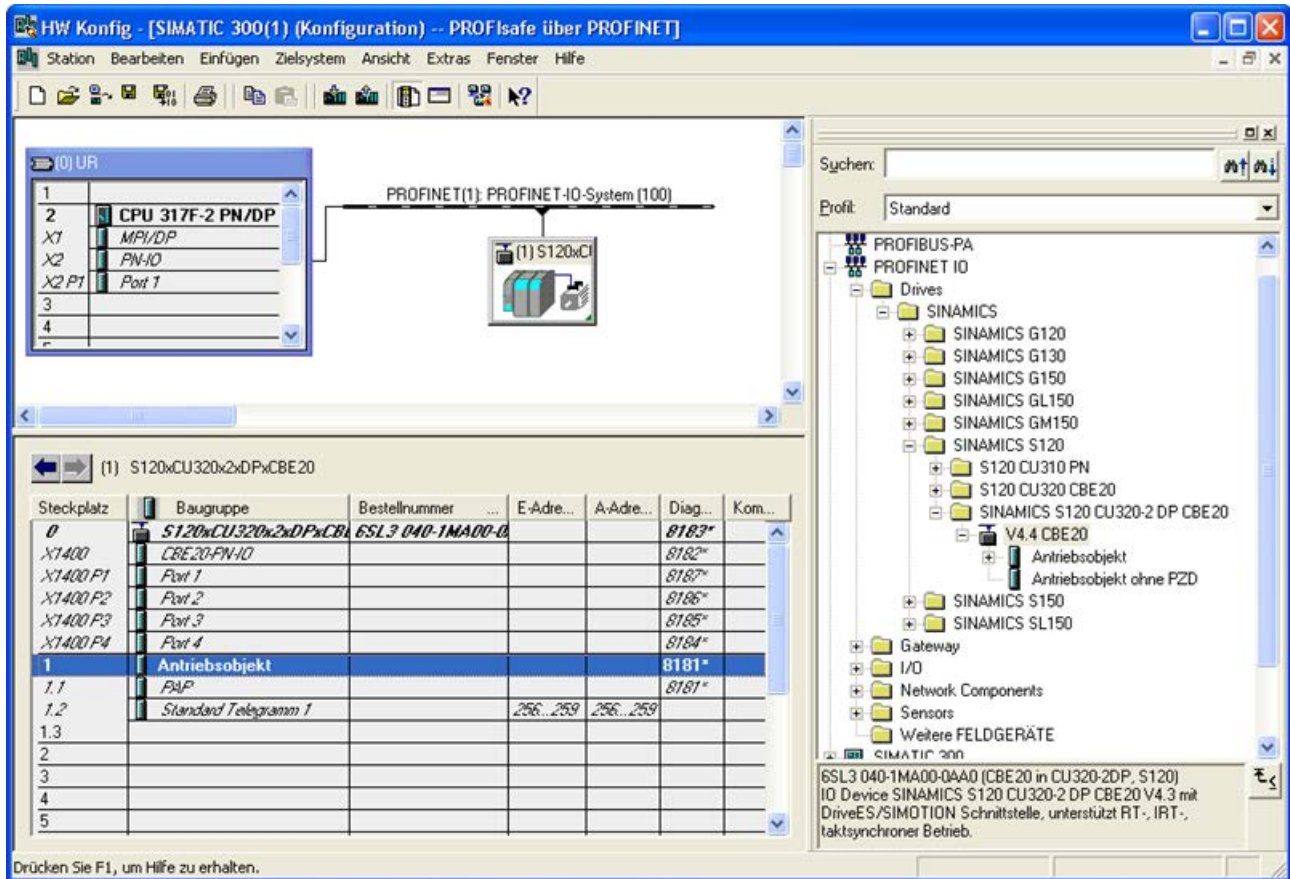 HW Konfig - [SIMATIC 300(1) (Konfiguration) -- PROFIsafe über PROFINET]
Station Bearbeiten Einfügen Zielsystem Ansicht Extras Fenster Hilfe
(0) UR
1
2 CPU 317F-2 PN/DP
X1 MPI/DP
X2 PN-IO
X2 P1 Port 1
3
4
PROFINET(1): PROFINET-IO-System (100)
(1) S120xCU
(1) S120xCU320x2xDPxCBE20
Steckplatz Baugruppe Bestellnummer ... E-Adre... A-Adre... Diag... Kom...
0 S120xCU320x2xDPxCBE 6SL3 040-1MA00-0 8183*
X1400 CBE20-PN-IO 8182*
X1400 P1 Port 1 8187*
X1400 P2 Port 2 8186*
X1400 P3 Port 3 8185*
X1400 P4 Port 4 8184*
1 Antriebsobjekt 8181*
1.1 PAP 8181*
1.2 Standard Telegramm 1 256...259 256...259
1.3
2
3
4
5
Suchen:
Profil: Standard
PROFIBUS-PA
PROFINET IO
Drives
SINAMICS
SINAMICS G120
SINAMICS G130
SINAMICS G150
SINAMICS GL150
SINAMICS GM150
SINAMICS S120
S120 CU310 PN
S120 CU320 CBE20
SINAMICS S120 CU320-2 DP CBE20
V4.4 CBE20
Antriebsobjekt
Antriebsobjekt ohne PZD
SINAMICS S150
SINAMICS SL150
Gateway
I/O
Network Components
Sensors
Weitere FELDGERÄTE
SIMATIC 300
6SL3 040-1MA00-0AA0 (CBE20 in CU320-2DP, S120)
IO Device SINAMICS S120 CU320-2 DP CBE20 V4.3 mit
DriveES/SIMOTION Schnittstelle, unterstützt RT-, IRT-,
taktsynchroner Betrieb.
Drücken Sie F1, um Hilfe zu erhalten.